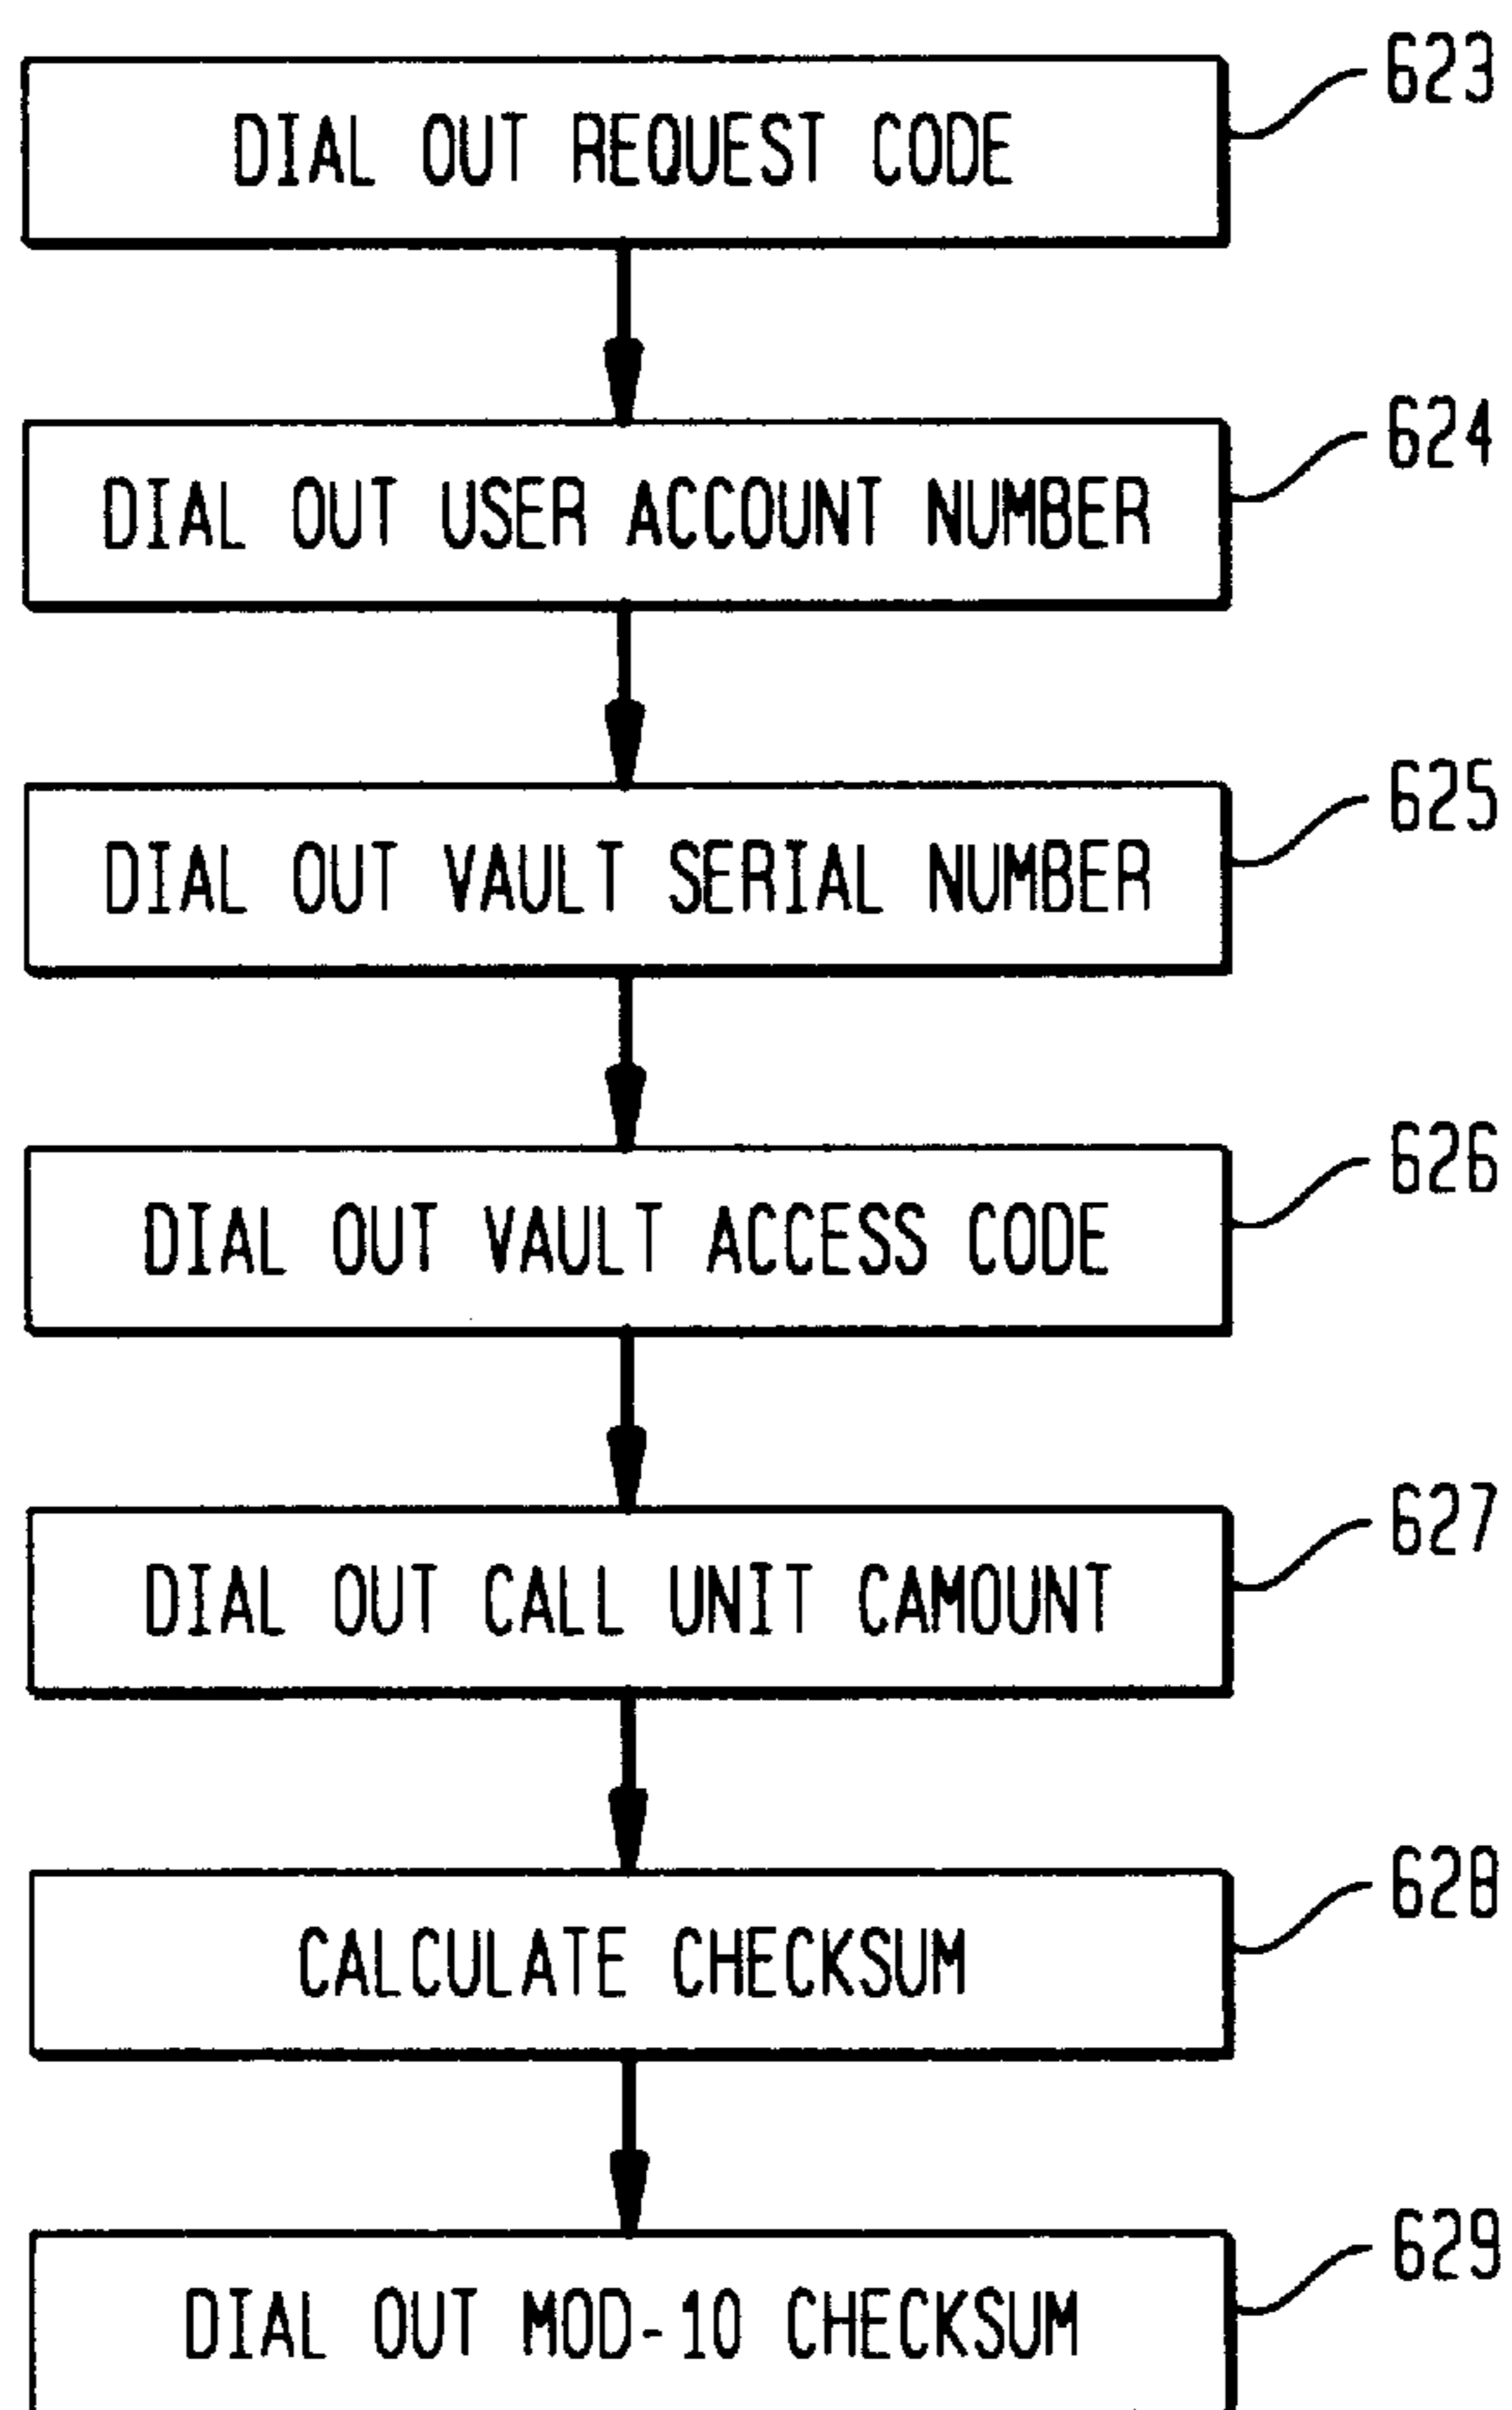 623
DIAL OUT REQUEST CODE
624
DIAL OUT USER ACCOUNT NUMBER
625
DIAL OUT VAULT SERIAL NUMBER
626
DIAL OUT VAULT ACCESS CODE
627
DIAL OUT CALL UNIT CAMOUNT
628
CALCULATE CHECKSUM
629
DIAL OUT MOD-10 CHECKSUM